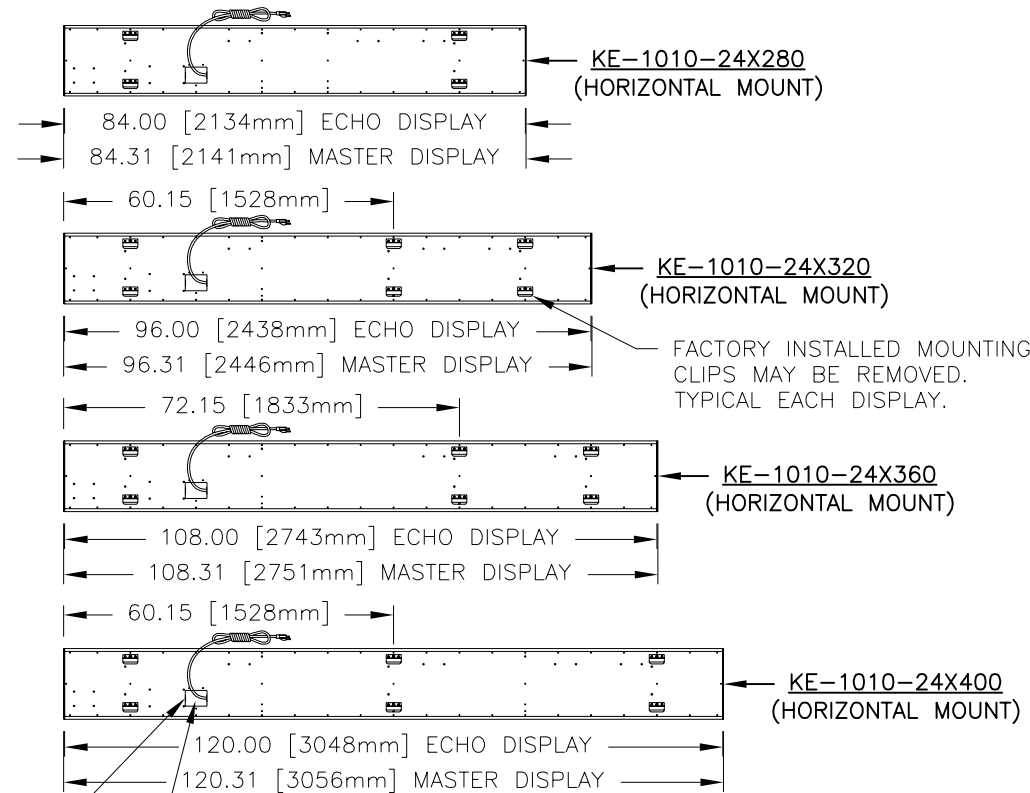 KE-1010-24X280
(HORIZONTAL MOUNT)
84.00 [2134mm] ECHO DISPLAY
84.31 [2141mm] MASTER DISPLAY
60.15 [1528mm]
KE-1010-24X320
(HORIZONTAL MOUNT)
96.00 [2438mm] ECHO DISPLAY
96.31 [2446mm] MASTER DISPLAY
FACTORY INSTALLED MOUNTING
CLIPS MAY BE REMOVED.
TYPICAL EACH DISPLAY.
72.15 [1833mm]
KE-1010-24X360
(HORIZONTAL MOUNT)
108.00 [2743mm] ECHO DISPLAY
108.31 [2751mm] MASTER DISPLAY
60.15 [1528mm]
KE-1010-24X400
(HORIZONTAL MOUNT)
120.00 [3048mm] ECHO DISPLAY
120.31 [3056mm] MASTER DISPLAY